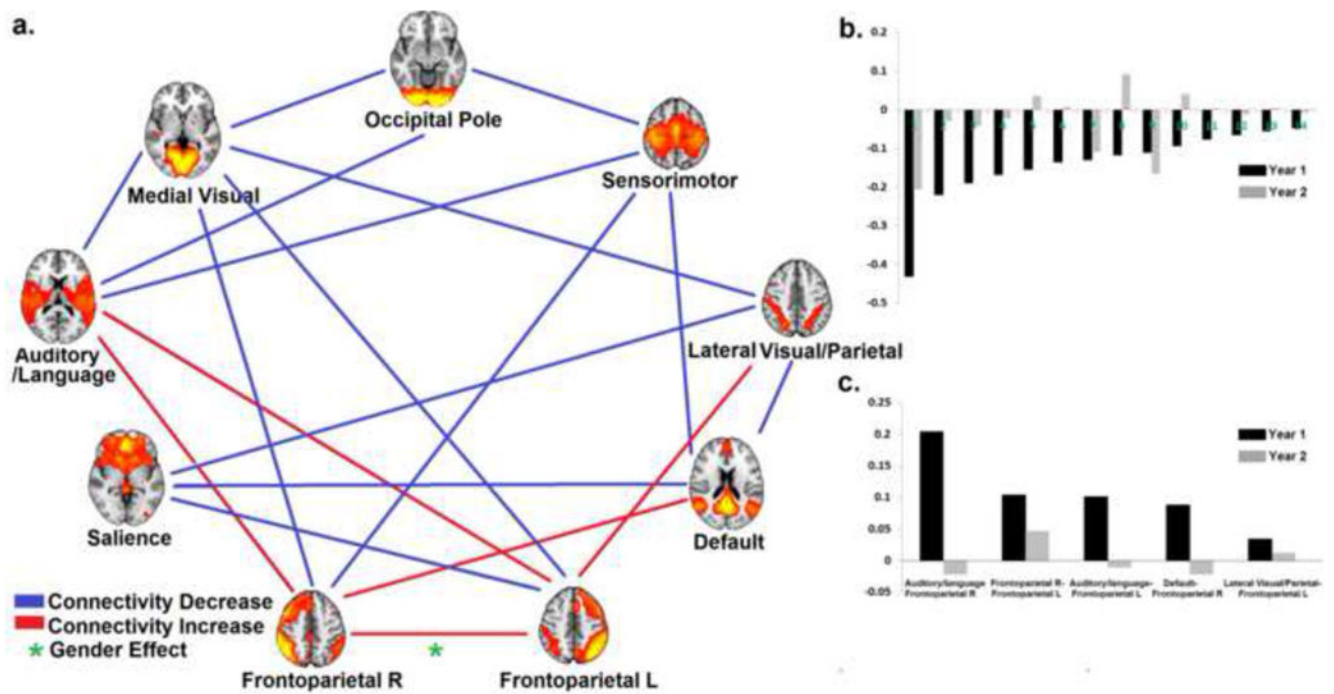 a.
Occipital Pole
Medial Visual
Sensorimotor
Auditory
/Language
Lateral Visual/Parietal
Salience
Default
Connectivity Decrease
Connectivity Increase
* Gender Effect
Frontoparietal R
Frontoparietal L
b.
0.2
0.1
0
-0.1
-0.2
-0.3
-0.4
-0.5
Year 1
Year 2
c.
0.25
0.2
0.15
0.1
0.05
0
-0.05
Year 1
Year 2
Auditory/language Frontoparietal R- Auditory/language- Default- Lateral Visual/Parietal-
Frontoparietal R Frontoparietal L Frontoparietal L Frontoparietal R Frontoparietal L